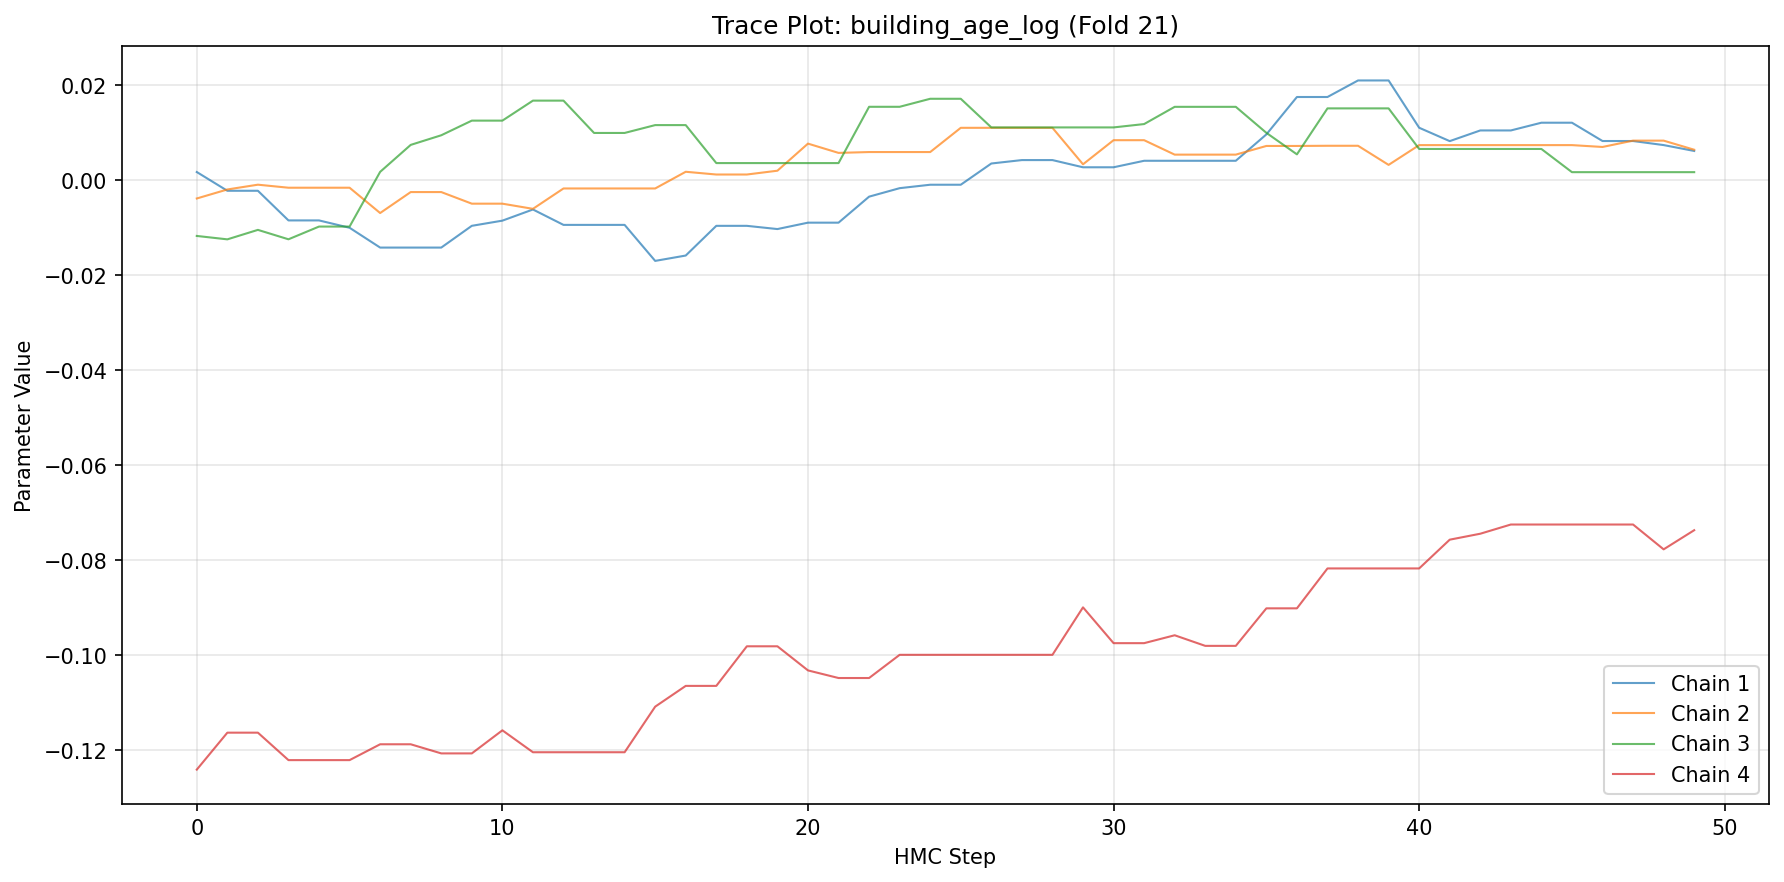 Trace Plot: building_age_log (Fold 21)
Parameter Value
0.02
0.00
−0.02
−0.04
−0.06
−0.08
−0.10
−0.12
Chain 1
Chain 2
Chain 3
Chain 4
0 10 20 30 40 50
HMC Step